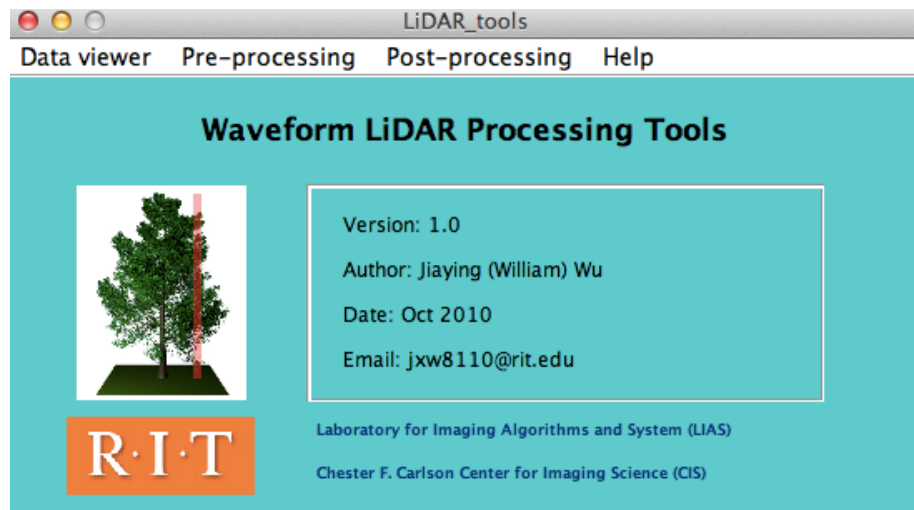 LiDAR_tools
Data viewer Pre-processing Post-processing Help
Waveform LiDAR Processing Tools
Version: 1.0
Author: Jiaying (William) Wu
Date: Oct 2010
Email: jxw8110@rit.edu
R·I·T
Laboratory for Imaging Algorithms and System (LIAS)
Chester F. Carlson Center for Imaging Science (CIS)